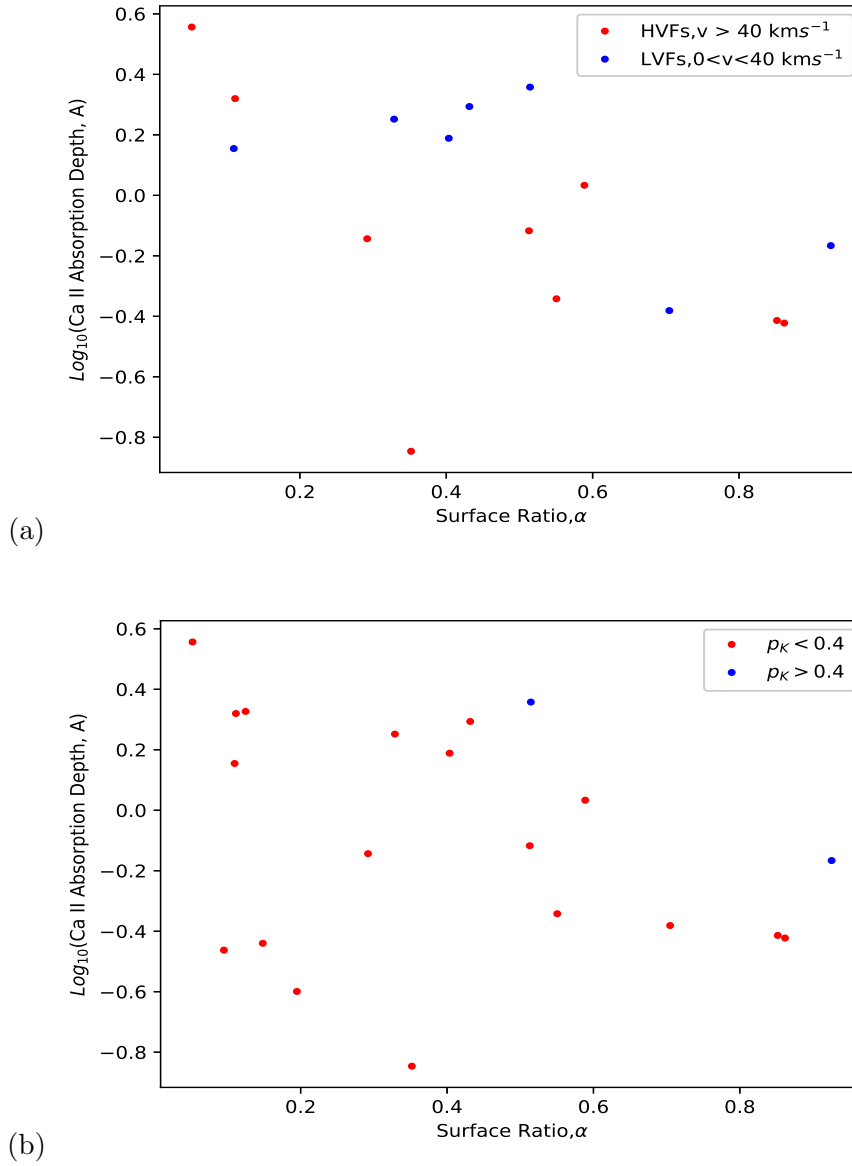 HVFs,v > 40 kms⁻¹
LVFs,0<v<40 kms⁻¹
0.6
0.4
0.2
0.0
−0.2
−0.4
−0.6
−0.8
Log₁₀(Ca II Absorption Depth, A)
0.2 0.4 0.6 0.8
Surface Ratio,α
(a)
p_K < 0.4
p_K > 0.4
0.6
0.4
0.2
0.0
−0.2
−0.4
−0.6
−0.8
Log₁₀(Ca II Absorption Depth, A)
0.2 0.4 0.6 0.8
Surface Ratio,α
(b)